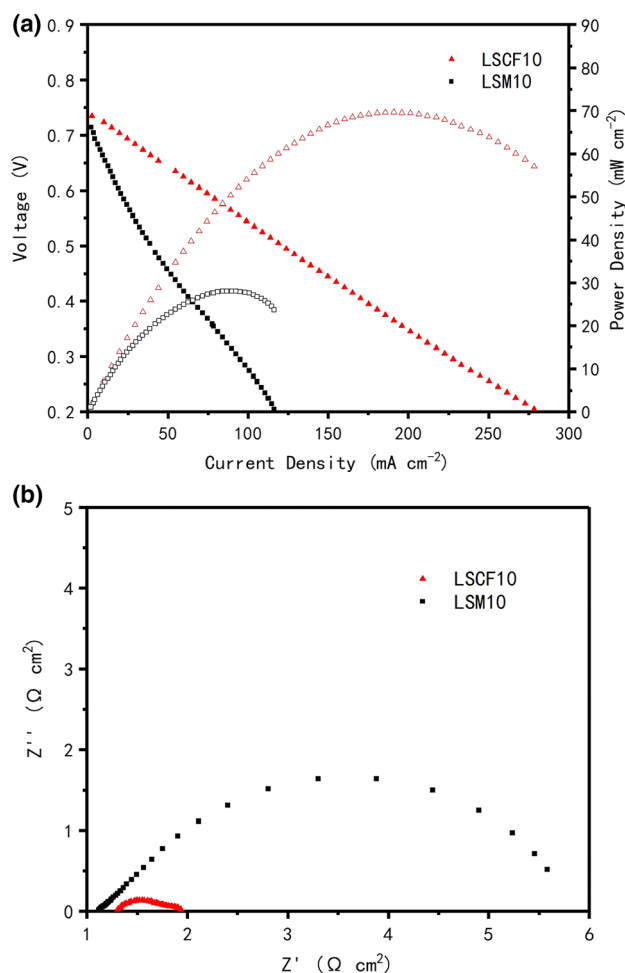 (a)
0.9
0.8
0.7
0.6
0.5
0.4
0.3
0.2
Voltage (V)
90
80
70
60
50
40
30
20
10
0
Power Density (mW cm⁻²)
LSCF10
LSM10
0 50 100 150 200 250 300
Current Density (mA cm⁻²)
(b)
5
4
3
2
1
0
Z'' (Ω cm²)
LSCF10
LSM10
1 2 3 4 5 6
Z' (Ω cm²)